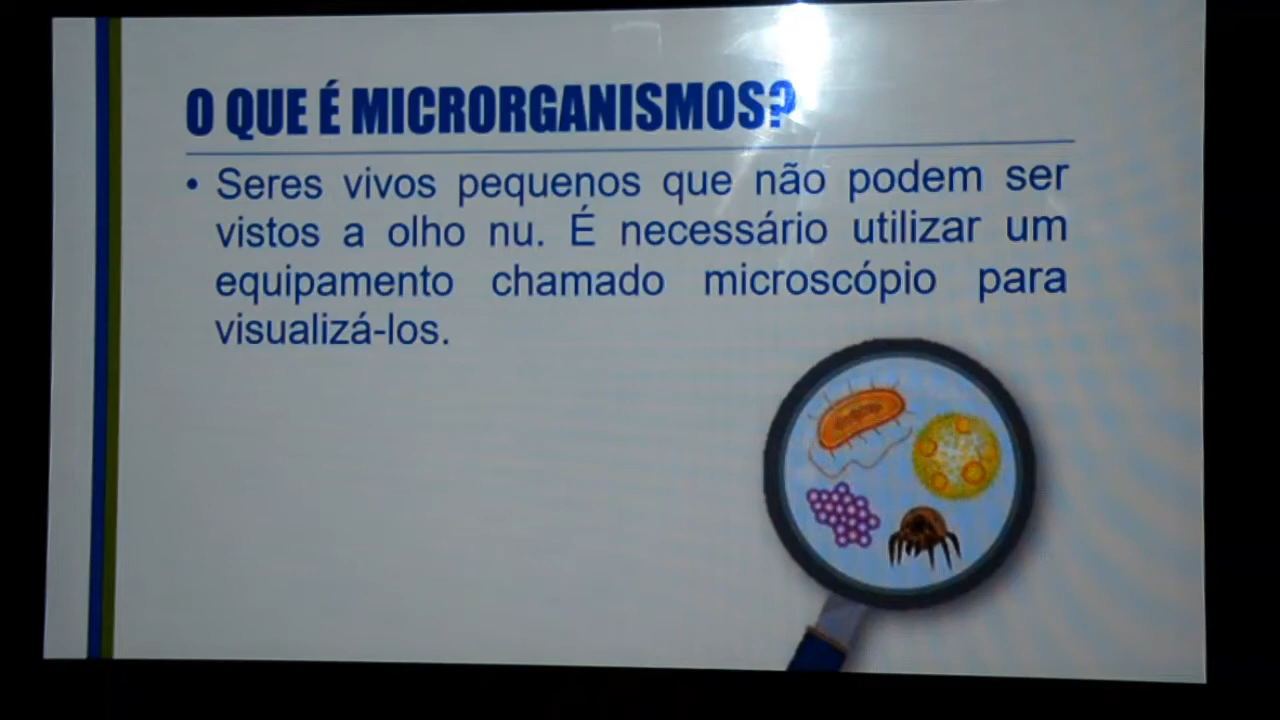 O QUE É MICRORGANISMOS?
• Seres vivos pequenos que não podem ser
vistos a olho nu. É necessário utilizar um
equipamento chamado microscópio para
visualizá-los.